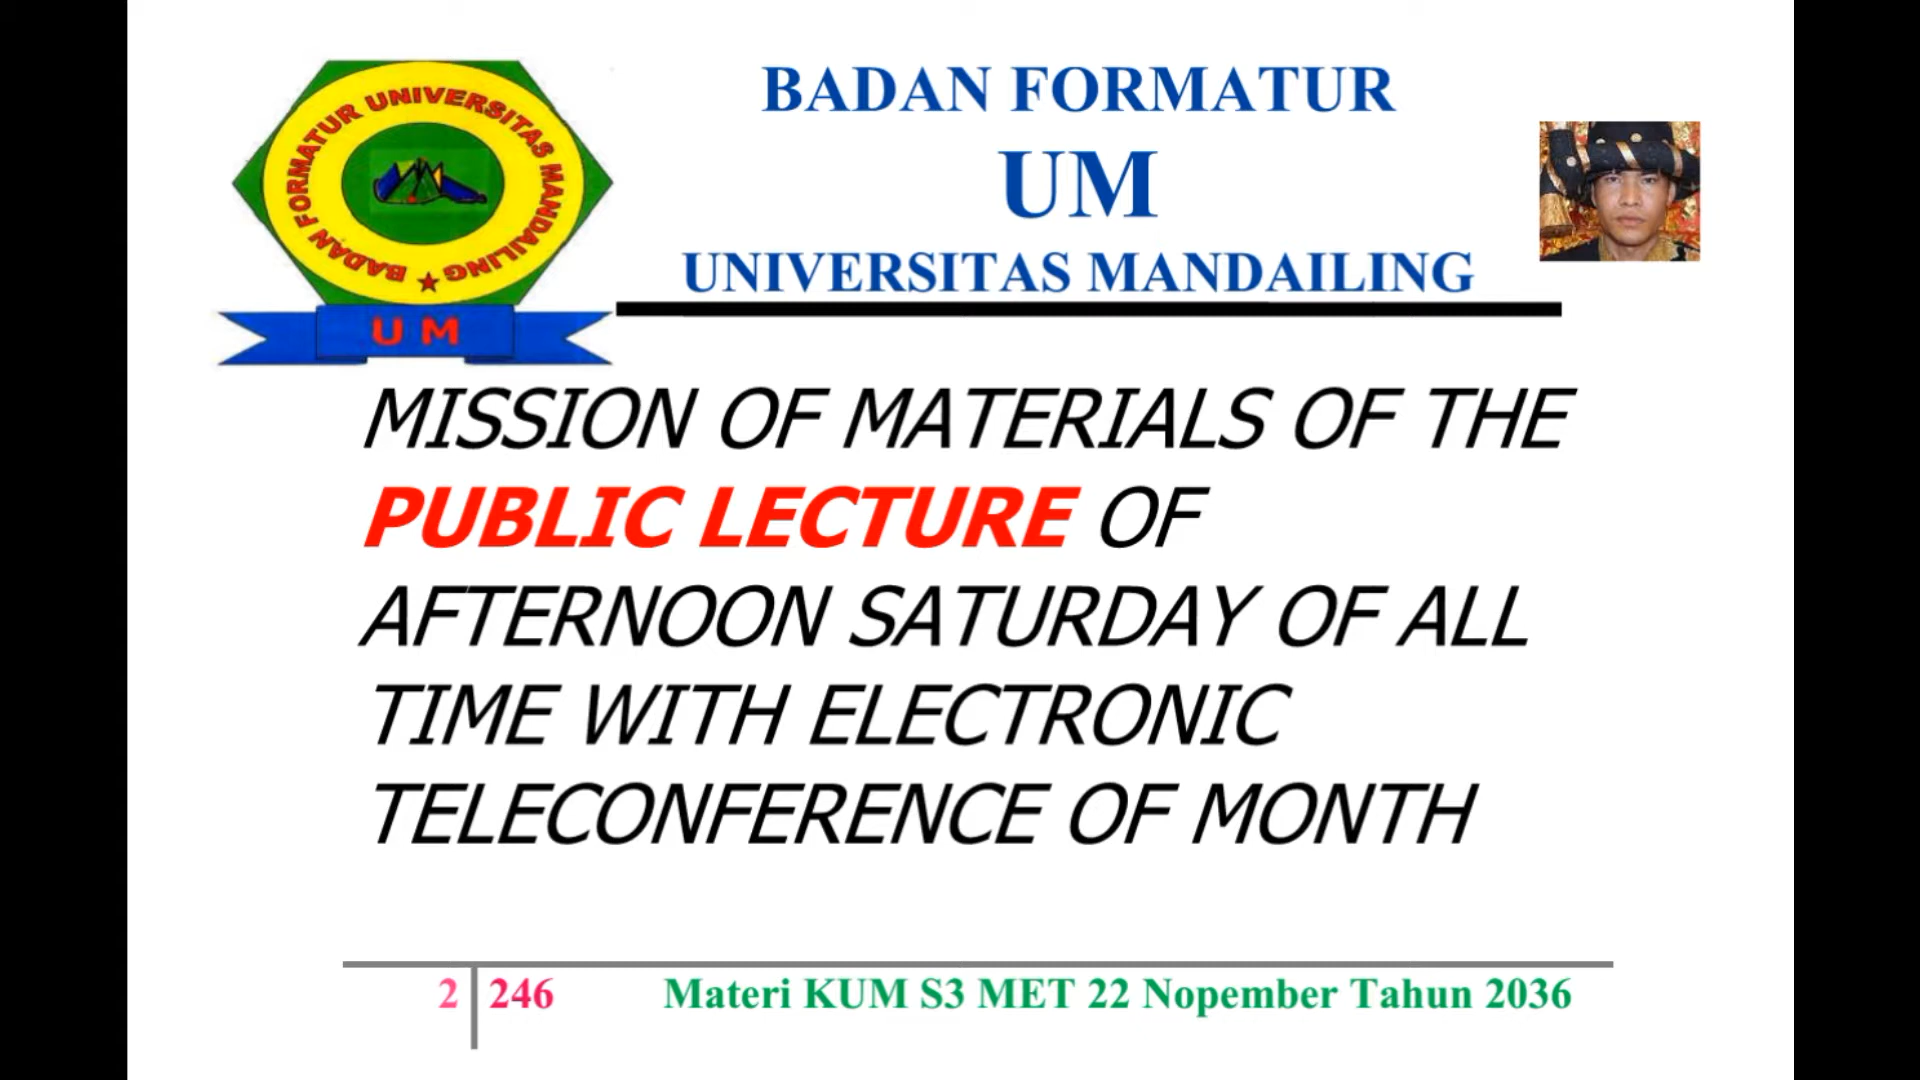 BADAN FORMATUR UNIVERSITAS MANDAILING
UM
BADAN FORMATUR
UM
UNIVERSITAS MANDAILING
MISSION OF MATERIALS OF THE
PUBLIC LECTURE OF
AFTERNOON SATURDAY OF ALL
TIME WITH ELECTRONIC
TELECONFERENCE OF MONTH
2 246 Materi KUM S3 MET 22 Nopember Tahun 2036